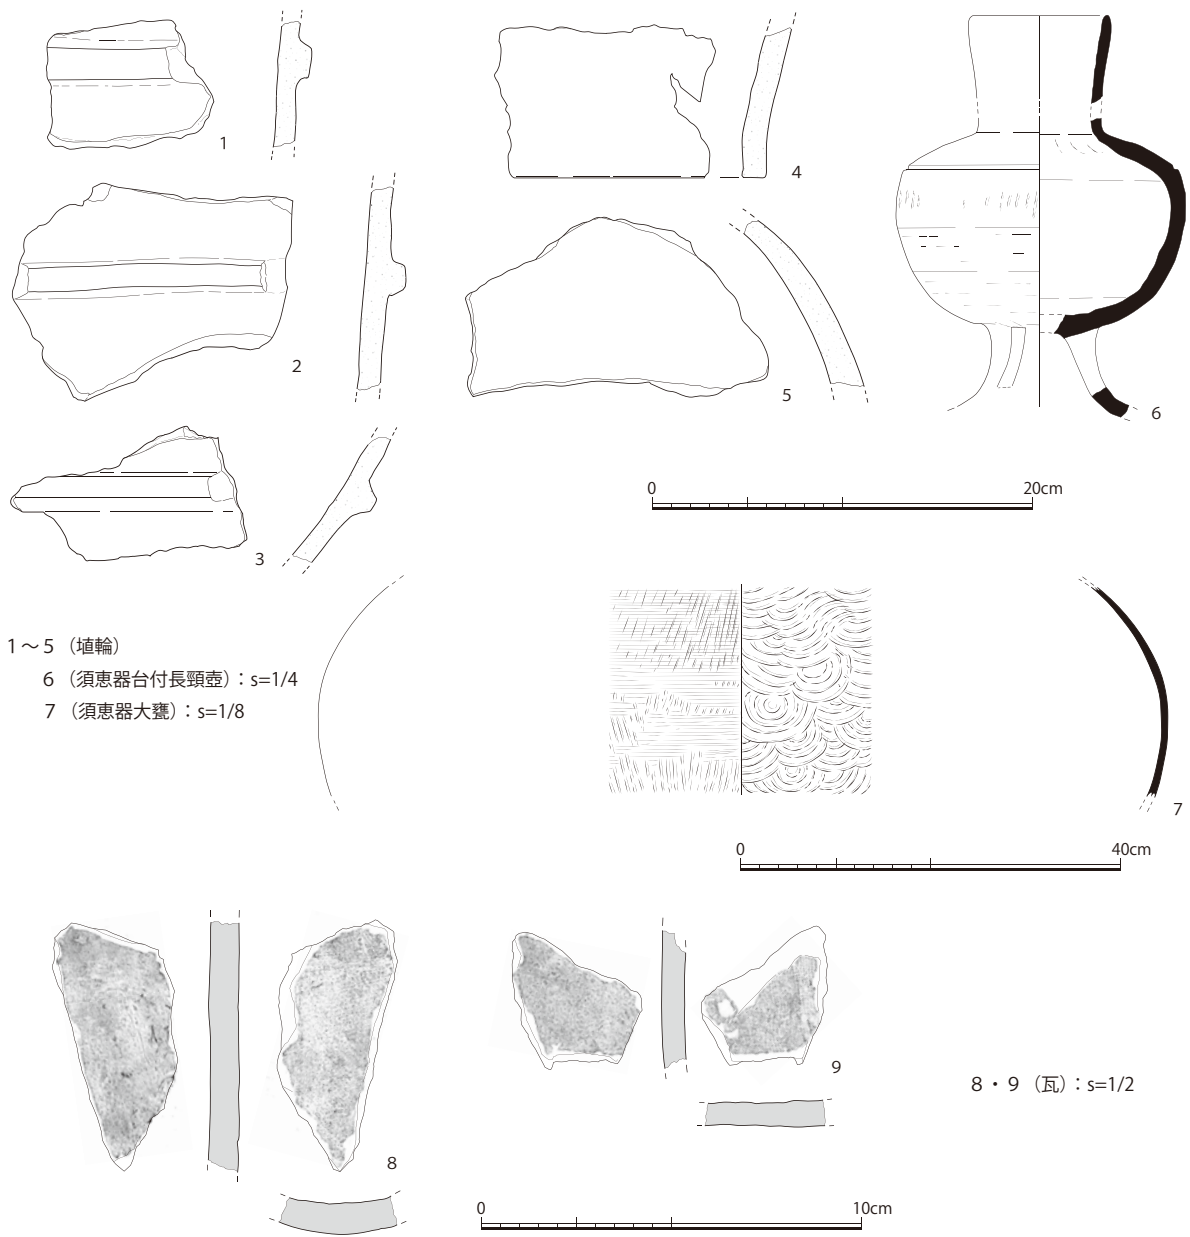 1
2
3
4
5
6
0 20cm
１～５（埴輪）
６（須恵器台付長頸壺）：s=1/4
７（須恵器大甕）：s=1/8
7
0 40cm
8
9
８・９（瓦）：s=1/2
0 10cm